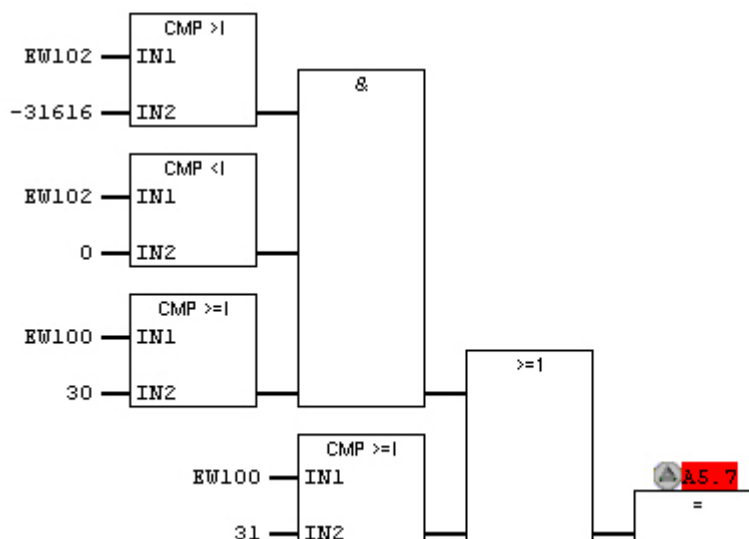 CMP >I
EW102 IN1
-31616 IN2
&
CMP <I
EW102 IN1
0 IN2
CMP >=I
EW100 IN1
30 IN2
>=1
CMP >=I
EW100 IN1
A5.7
=
31 IN2